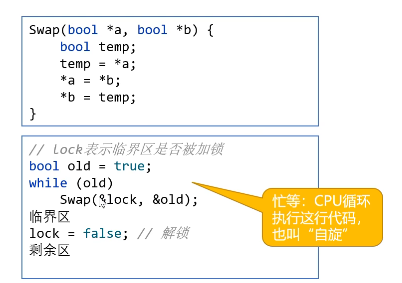 Swap(bool *a, bool *b) {
bool temp;
temp = *a;
*a = *b;
*b = temp;
}
// Lock表示临界区是否被加锁
bool old = true;
while (old)
Swap(&lock, &old);
临界区
lock = false; // 解锁
剩余区
忙等：CPU循环
执行这行代码，
也叫“自旋”